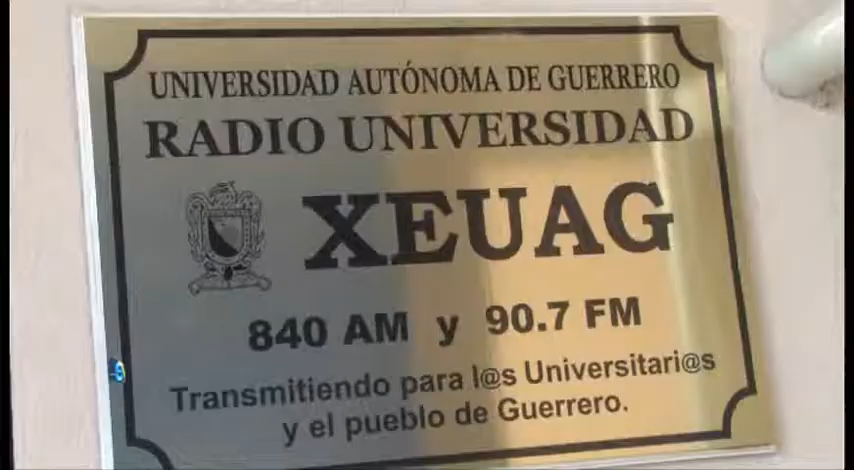 UNIVERSIDAD AUTÓNOMA DE GUERRERO
RADIO UNIVERSIDAD
XEUAG
840 AM y 90.7 FM
Transmitiendo para l@s Universitari@s
y el pueblo de Guerrero.